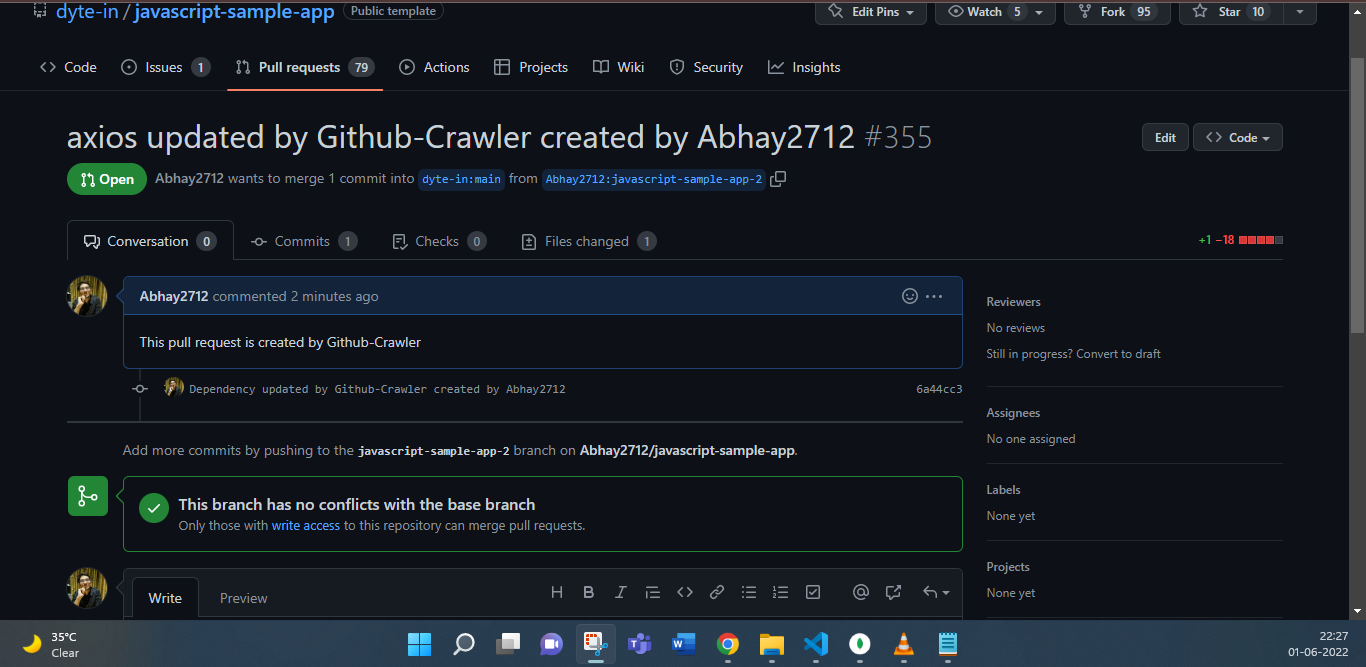 dyte-in / javascript-sample-app Public template Edit Pins Watch 5 Fork 95 Star 10
Code Issues 1 Pull requests 79 Actions Projects Wiki Security Insights
axios updated by Github-Crawler created by Abhay2712 #355 Edit Code
Open Abhay2712 wants to merge 1 commit into dyte-in:main from Abhay2712:javascript-sample-app-2
Conversation 0 Commits 1 Checks 0 Files changed 1 +1 −18
Abhay2712 commented 2 minutes ago
This pull request is created by Github-Crawler
Dependency updated by Github-Crawler created by Abhay2712 6a44cc3
Add more commits by pushing to the javascript-sample-app-2 branch on Abhay2712/javascript-sample-app.
This branch has no conflicts with the base branch
Only those with write access to this repository can merge pull requests.
Write Preview H B I
Reviewers
No reviews
Still in progress? Convert to draft
Assignees
No one assigned
Labels
None yet
Projects
None yet
35°C
Clear
22:27
01-06-2022